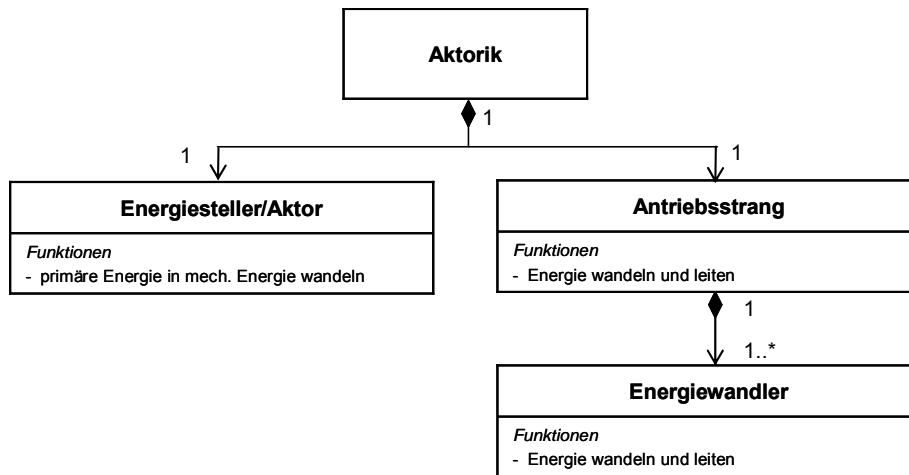 Aktorik
1
1
1
Energiesteller/Aktor
Funktionen
- primäre Energie in mech. Energie wandeln
Antriebsstrang
Funktionen
- Energie wandeln und leiten
1
1..*
Energiewandler
Funktionen
- Energie wandeln und leiten